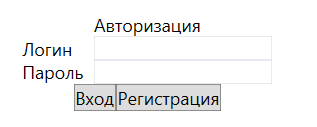 Авторизация
Логин
Пароль
Вход Регистрация